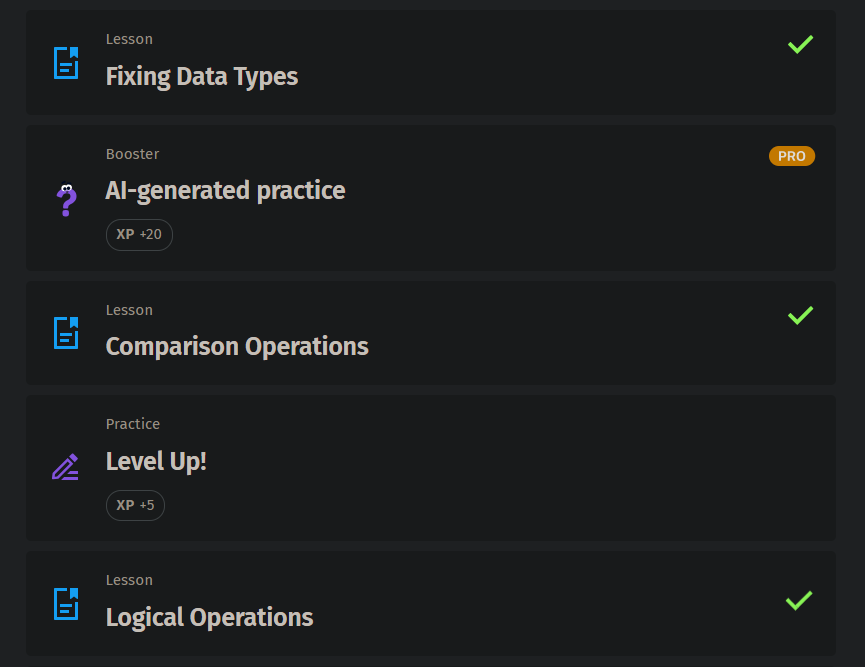 Lesson
Fixing Data Types
Booster
PRO
AI-generated practice
XP +20
Lesson
Comparison Operations
Practice
Level Up!
XP +5
Lesson
Logical Operations